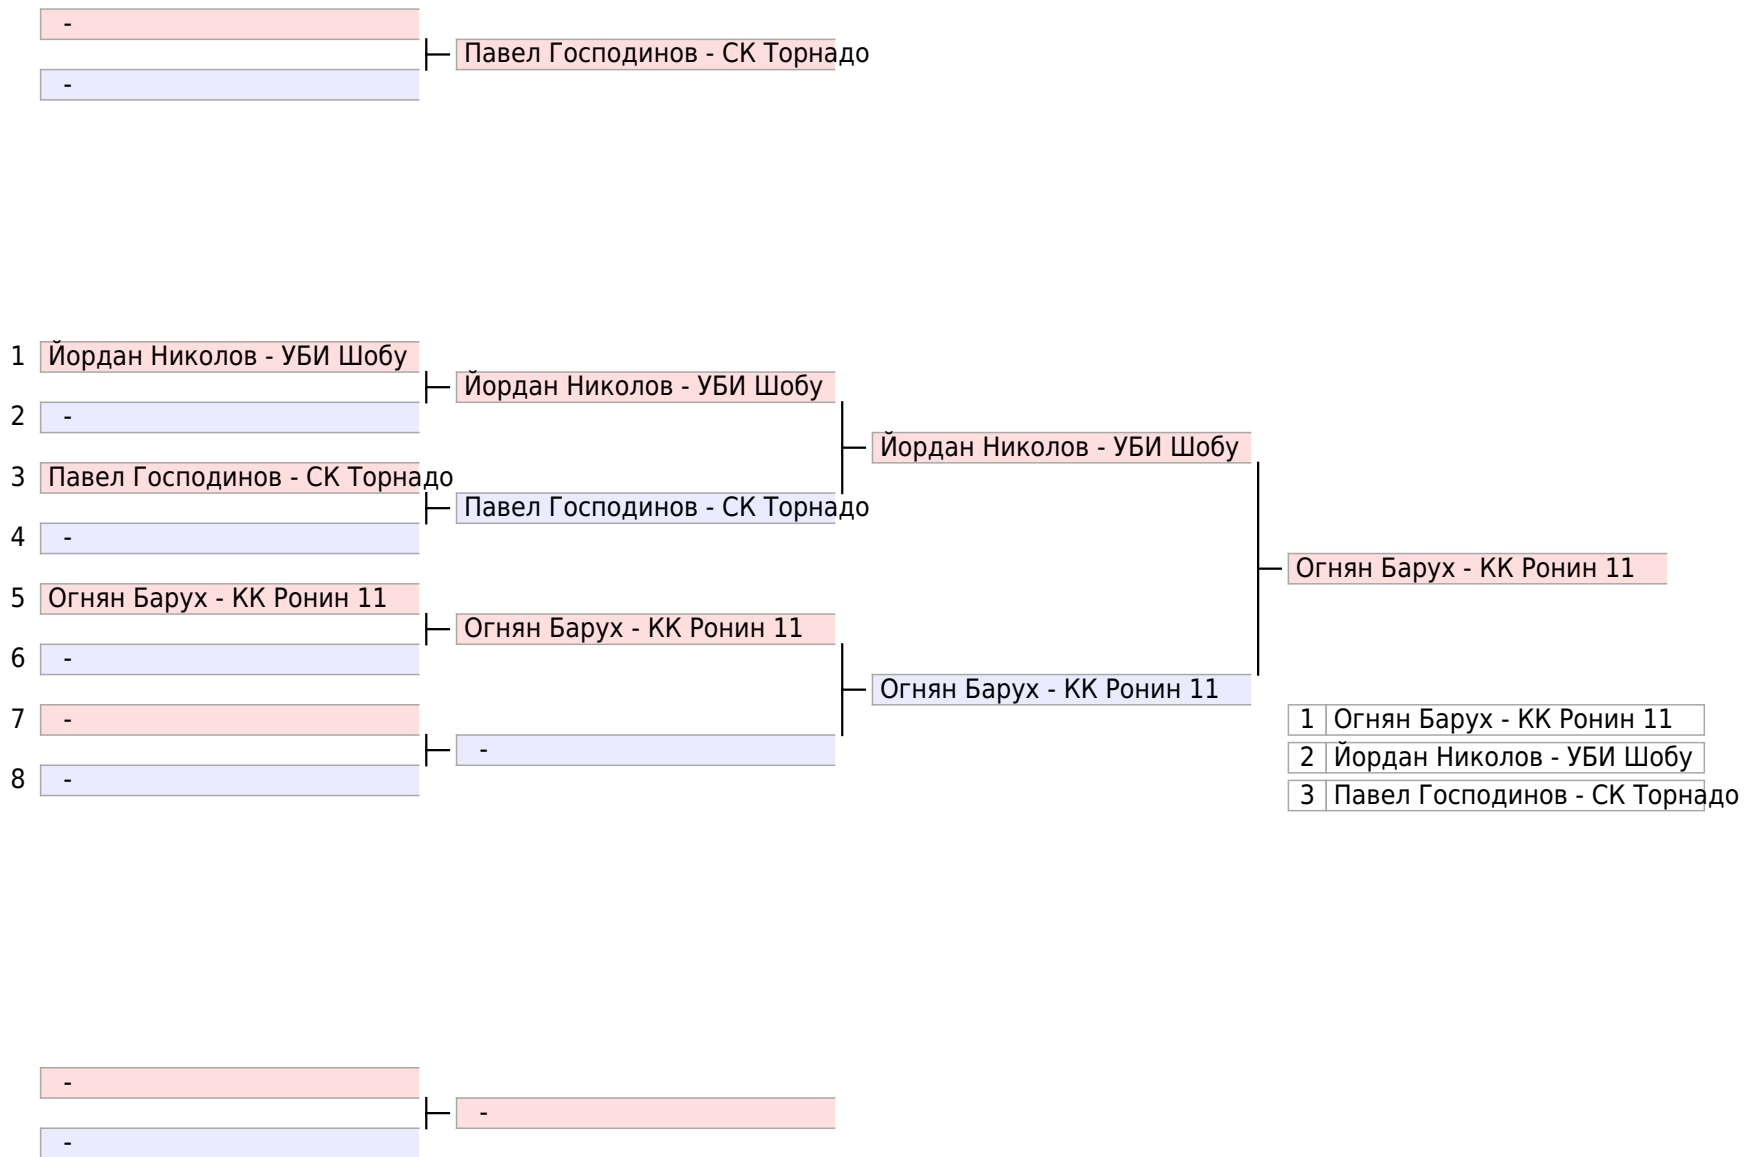 -
Павел Господинов - СК Торнадо
-
1 Йордан Николов - УБИ Шобу
Йордан Николов - УБИ Шобу
2 -
Йордан Николов - УБИ Шобу
3 Павел Господинов - СК Торнадо
Павел Господинов - СК Торнадо
4 -
Огнян Барух - КК Ронин 11
5 Огнян Барух - КК Ронин 11
Огнян Барух - КК Ронин 11
6 -
Огнян Барух - КК Ронин 11
7 -
1 Огнян Барух - КК Ронин 11
-
2 Йордан Николов - УБИ Шобу
8 -
3 Павел Господинов - СК Торнадо
-
-
-